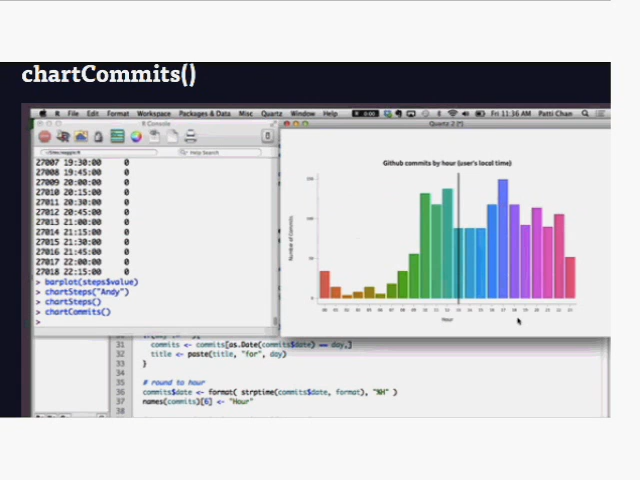 chartCommits()
R File Edit Format Workspace Packages & Data Misc Quartz Window Help
Fri 11:36 AM Patti Chan
R Console
Quartz 2 [*]
Help Search
27007 19:30:00 0
27008 19:45:00 0
27009 20:00:00 0
27010 20:15:00 0
27011 20:30:00 0
27012 20:45:00 0
27013 21:00:00 0
27014 21:15:00 0
27015 21:30:00 0
27016 21:45:00 0
27017 22:00:00 0
27018 22:15:00 0
> barplot(steps$value)
> chartSteps("Andy")
> chartSteps()
> chartCommits()
>
Github commits by hour (user's local time)
Number of Commits
Hour
31 commits <- commits[as.Date(commits$date) == day,]
32 title <- paste(title, "for", day)
33 }
34
35 # round to hour
36 commits$date <- format( strptime(commits$date, format), "%H" )
37 names(commits)[6] <- "Hour"
38